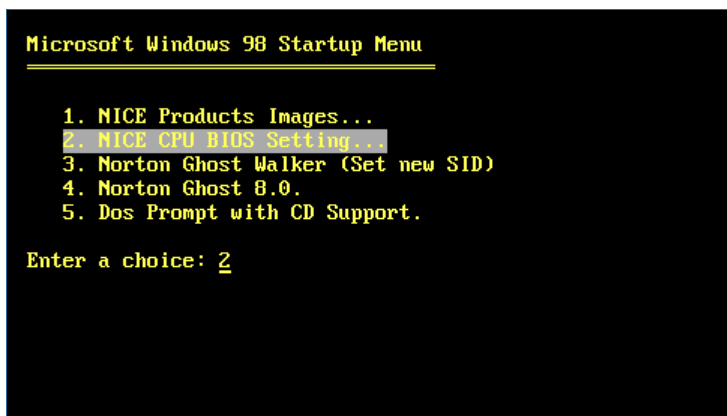 Microsoft Windows 98 Startup Menu
1. NICE Products Images...
2. NICE CPU BIOS Setting...
3. Norton Ghost Walker (Set new SID)
4. Norton Ghost 8.0.
5. Dos Prompt with CD Support.
Enter a choice: 2